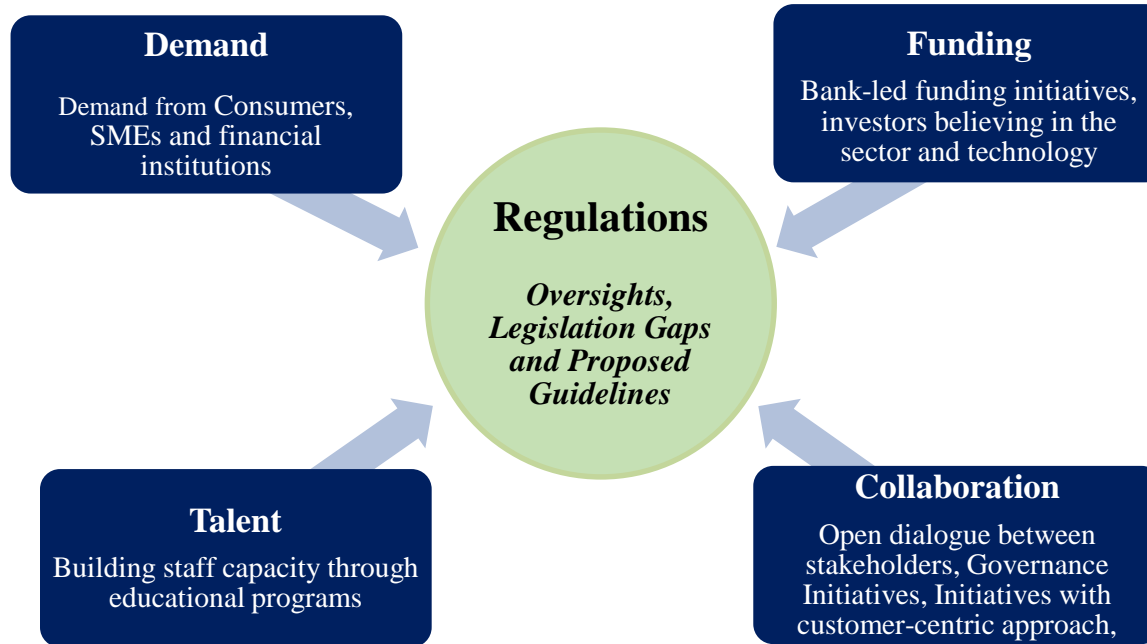 Demand
Demand from Consumers,
SMEs and financial
institutions
Funding
Bank-led funding initiatives,
investors believing in the
sector and technology
Regulations
Oversights,
Legislation Gaps
and Proposed
Guidelines
Talent
Building staff capacity through
educational programs
Collaboration
Open dialogue between
stakeholders, Governance
Initiatives, Initiatives with
customer-centric approach,